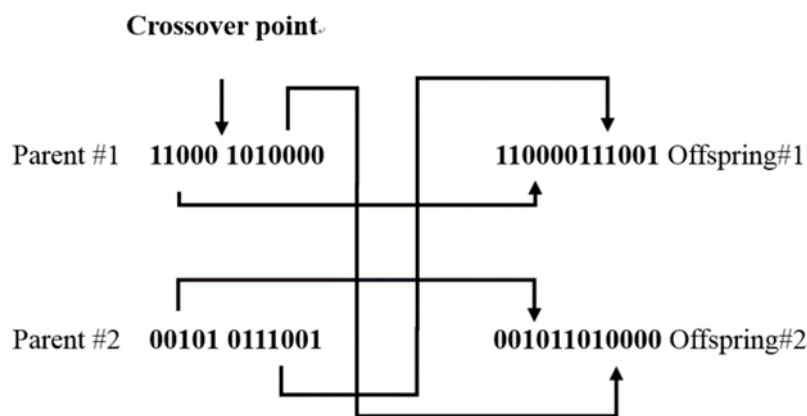 Crossover point
Parent #1 11000 1010000 110000111001 Offspring#1
Parent #2 00101 0111001 001011010000 Offspring#2